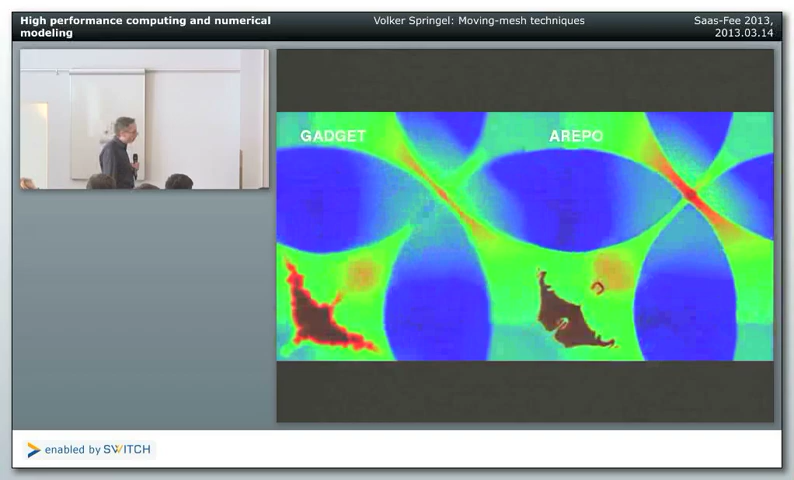 High performance computing and numerical
modeling
Volker Springel: Moving-mesh techniques
Saas-Fee 2013,
2013.03.14
GADGET
AREPO
enabled by SWITCH